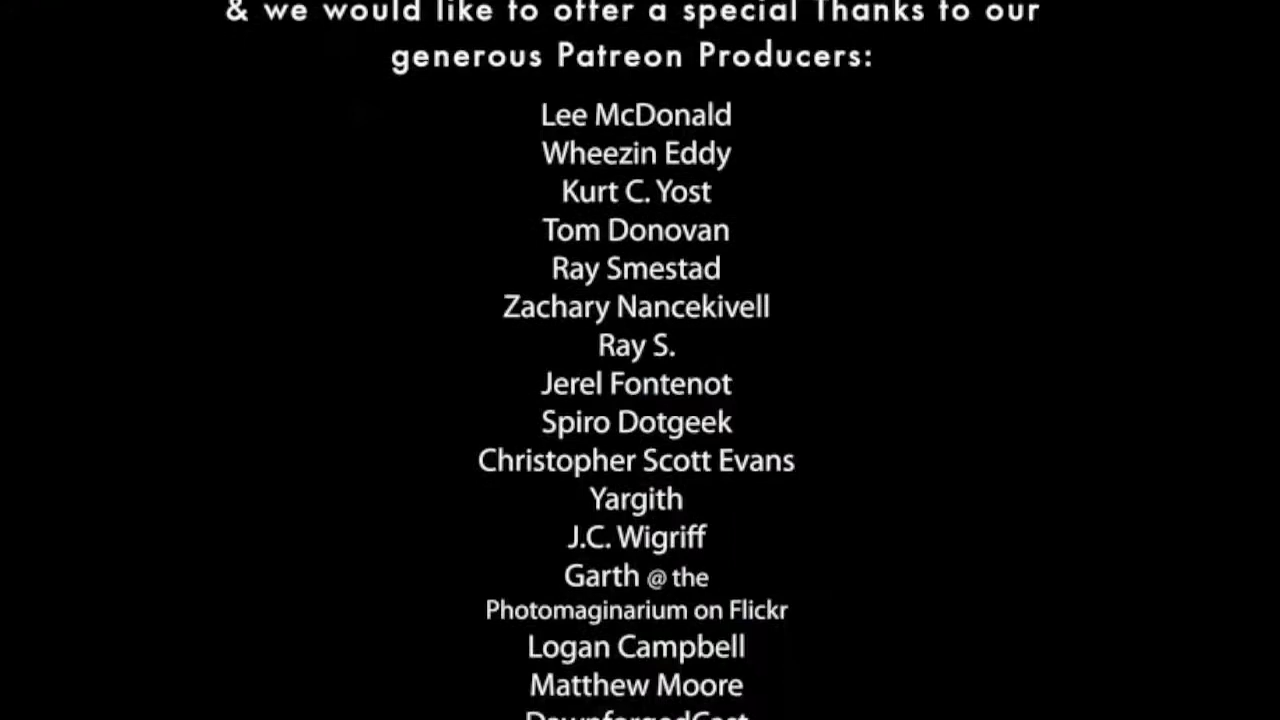 & we would like to offer a special Thanks to our
generous Patreon Producers:
Lee McDonald
Wheezin Eddy
Kurt C. Yost
Tom Donovan
Ray Smestad
Zachary Nancekivell
Ray S.
Jerel Fontenot
Spiro Dotgeek
Christopher Scott Evans
Yargith
J.C. Wigriff
Garth @ the
Photomaginarium on Flickr
Logan Campbell
Matthew Moore